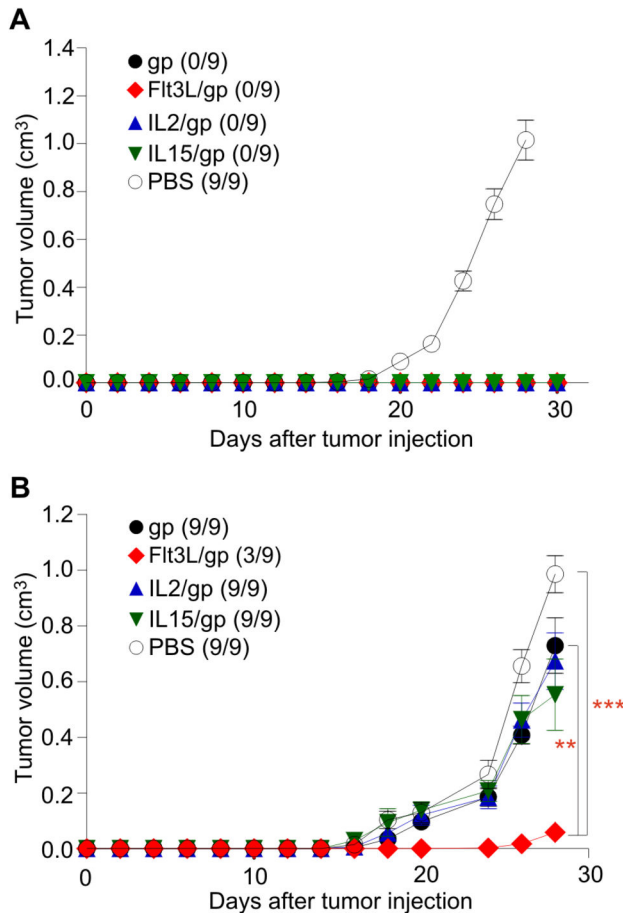 A
Tumor volume (cm³)
1.4
1.2
1.0
0.8
0.6
0.4
0.2
0.0
gp (0/9)
Flt3L/gp (0/9)
IL2/gp (0/9)
IL15/gp (0/9)
PBS (9/9)
0 10 20 30
Days after tumor injection
B
Tumor volume (cm³)
1.2
1.0
0.8
0.6
0.4
0.2
0.0
gp (9/9)
Flt3L/gp (3/9)
IL2/gp (9/9)
IL15/gp (9/9)
PBS (9/9)
***
**
0 10 20 30
Days after tumor injection